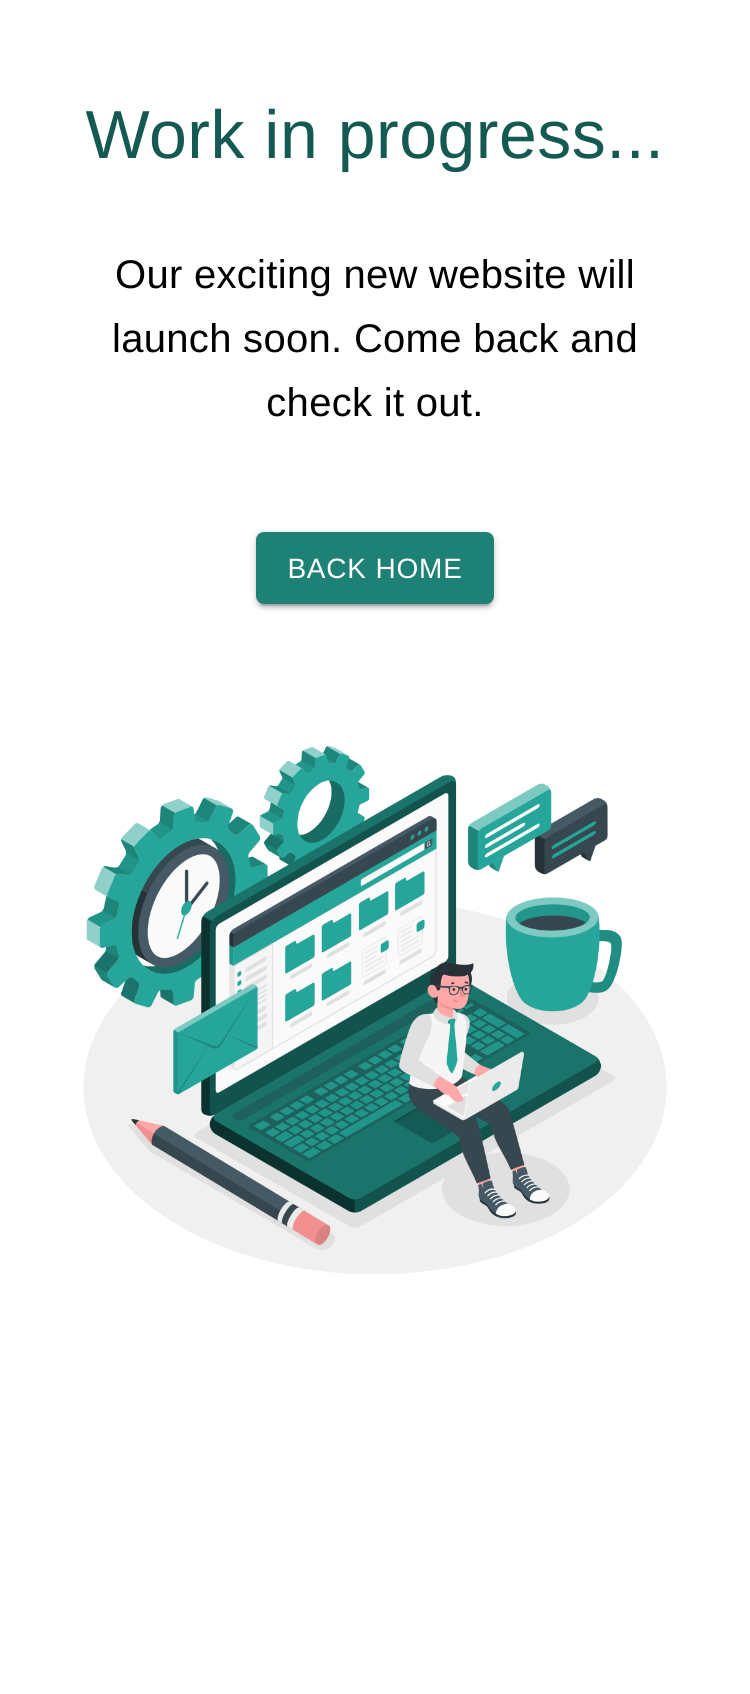 Work in progress...
Our exciting new website will
launch soon. Come back and
check it out.
BACK HOME